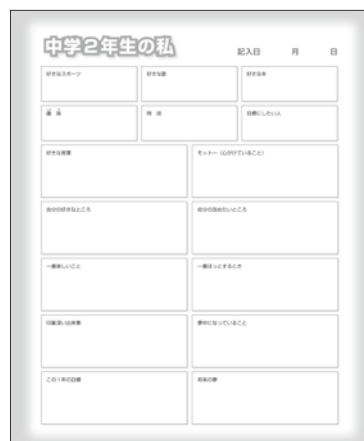 中学２年生の私
記入日 月 日
好きなスポーツ 好きな歌 好きな本
趣味 特技 目標にしたい人
好きな言葉 モットー（心がけていること）
自分の好きなところ 自分の改めたいところ
一番楽しいこと 一番ほっとするとき
印象深い出来事 夢中になっていること
この１年の目標 将来の夢